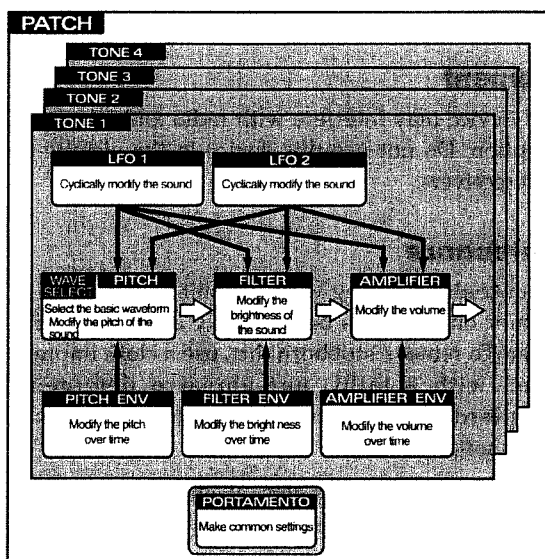 PATCH
TONE 4
TONE 3
TONE 2
TONE 1
LFO 1
Cyclically modify the sound
LFO 2
Cyclically modify the sound
WAVE
SELECT
PITCH
Select the basic waveform
Modify the pitch of the
sound
FILTER
Modify the
brightness of
the sound
AMPLIFIER
Modify the volume
PITCH ENV
Modify the pitch
over time
FILTER ENV
Modify the bright ness
over time
AMPLIFIER ENV
Modify the volume
over time
PORTAMENTO
Make common settings